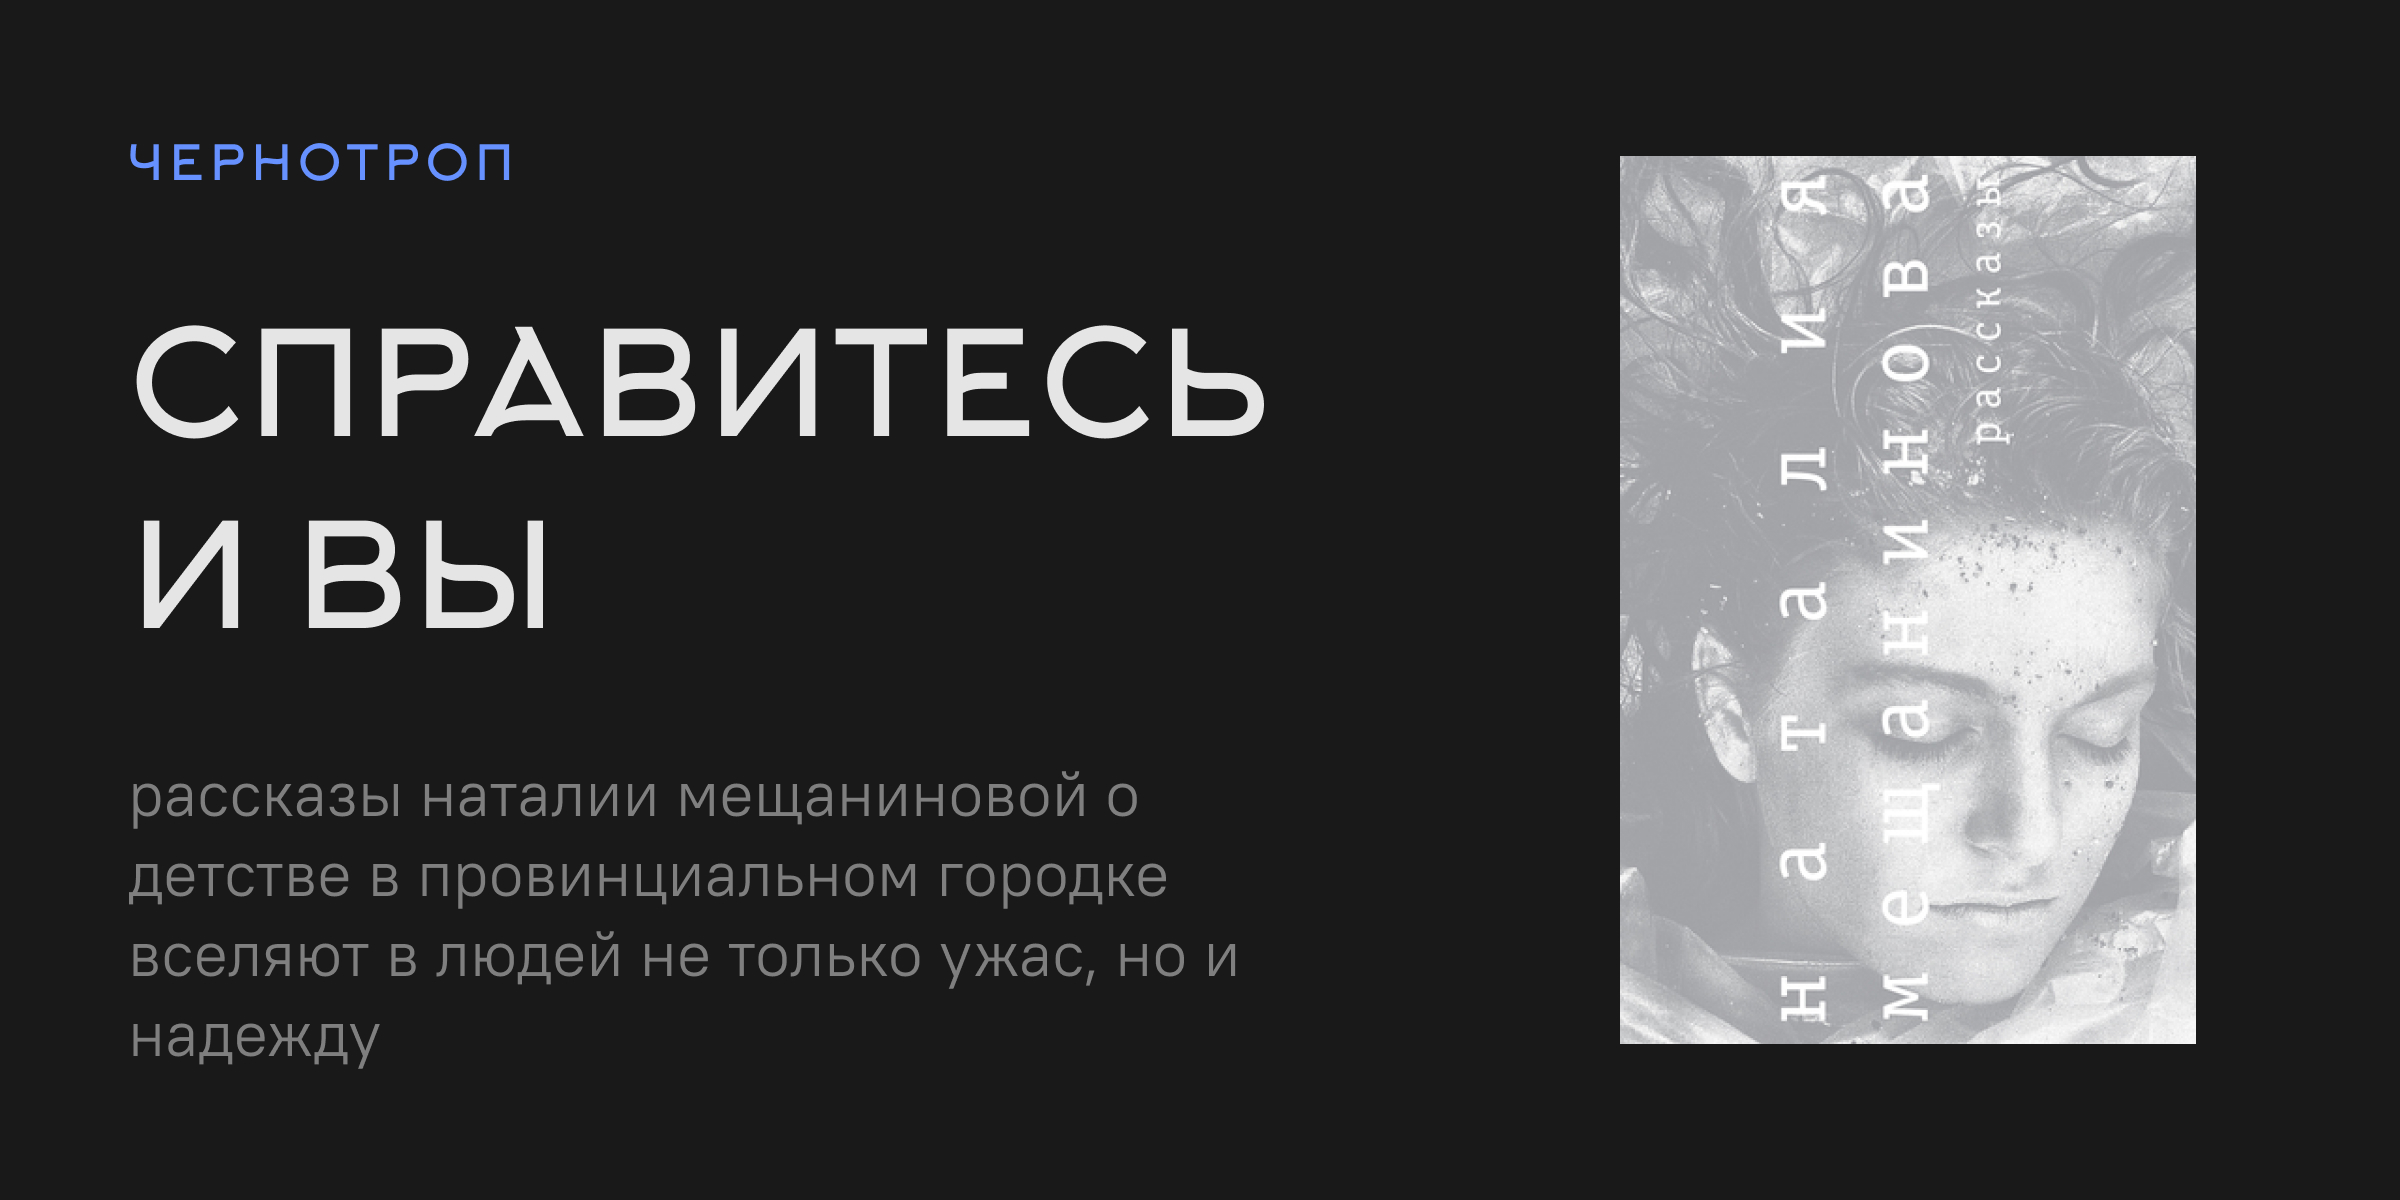 ЧЕРНОТРОП
СПРАВИТЕСЬ
И ВЫ
рассказы наталии мещаниновой о
детстве в провинциальном городке
вселяют в людей не только ужас, но и
надежду
наталия
мещанинова
рассказы